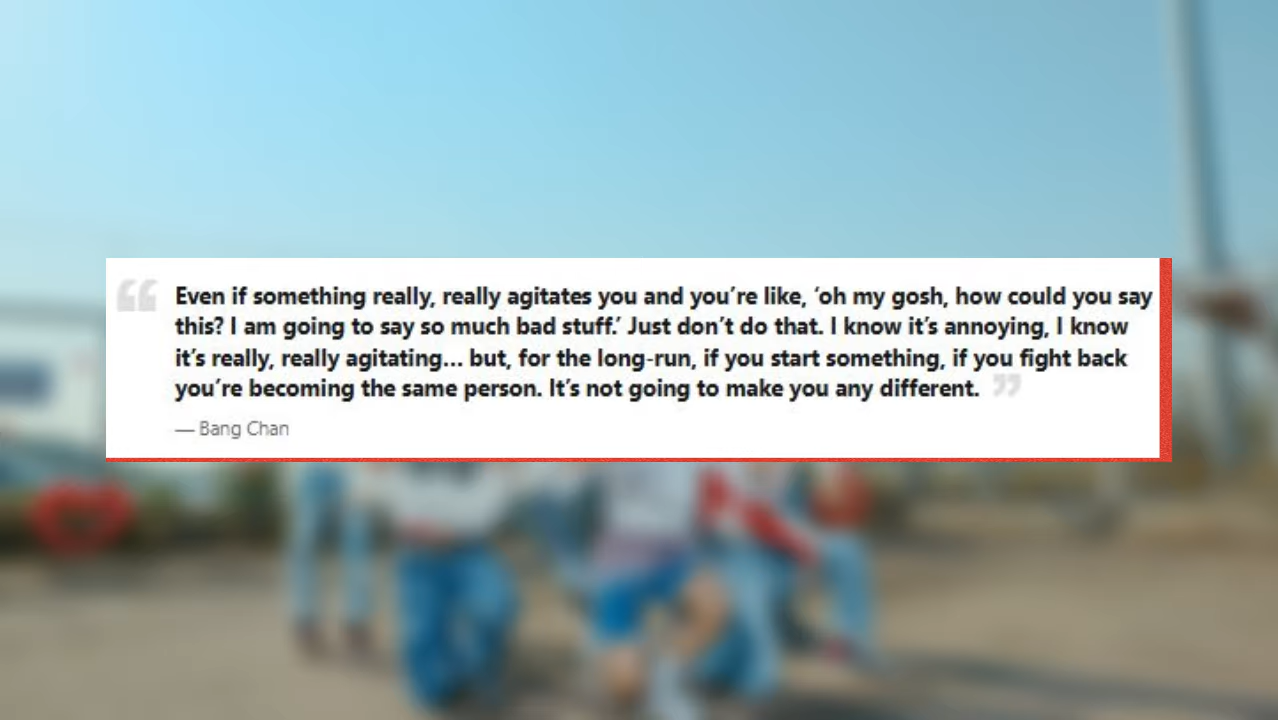 “
Even if something really, really agitates you and you’re like, ‘oh my gosh, how could you say
this? I am going to say so much bad stuff.’ Just don’t do that. I know it’s annoying, I know
it’s really, really agitating... but, for the long-run, if you start something, if you fight back
you’re becoming the same person. It’s not going to make you any different. ”
— Bang Chan